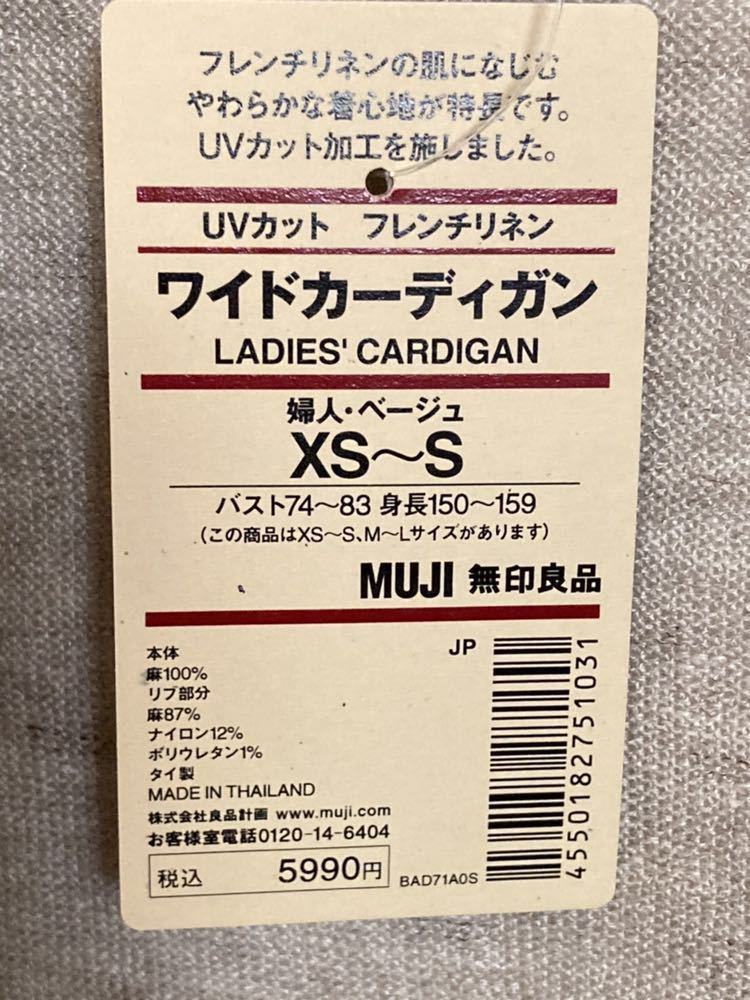 フレンチリネンの肌になじむ
やわらかな着心地が特長です。
UVカット加工を施しました。
UVカット フレンチリネン
ワイドカーディガン
LADIES' CARDIGAN
婦人・ベージュ
XS〜S
バスト74〜83 身長150〜159
(この商品はXS〜S、M〜Lサイズがあります)
MUJI 無印良品
本体
麻100%
リブ部分
麻87%
ナイロン12%
ポリウレタン1%
タイ製
MADE IN THAILAND
株式会社良品計画 www.muji.com
お客様室電話0120-14-6404
税込 5990円
JP
4550182751031
BAD71A0S